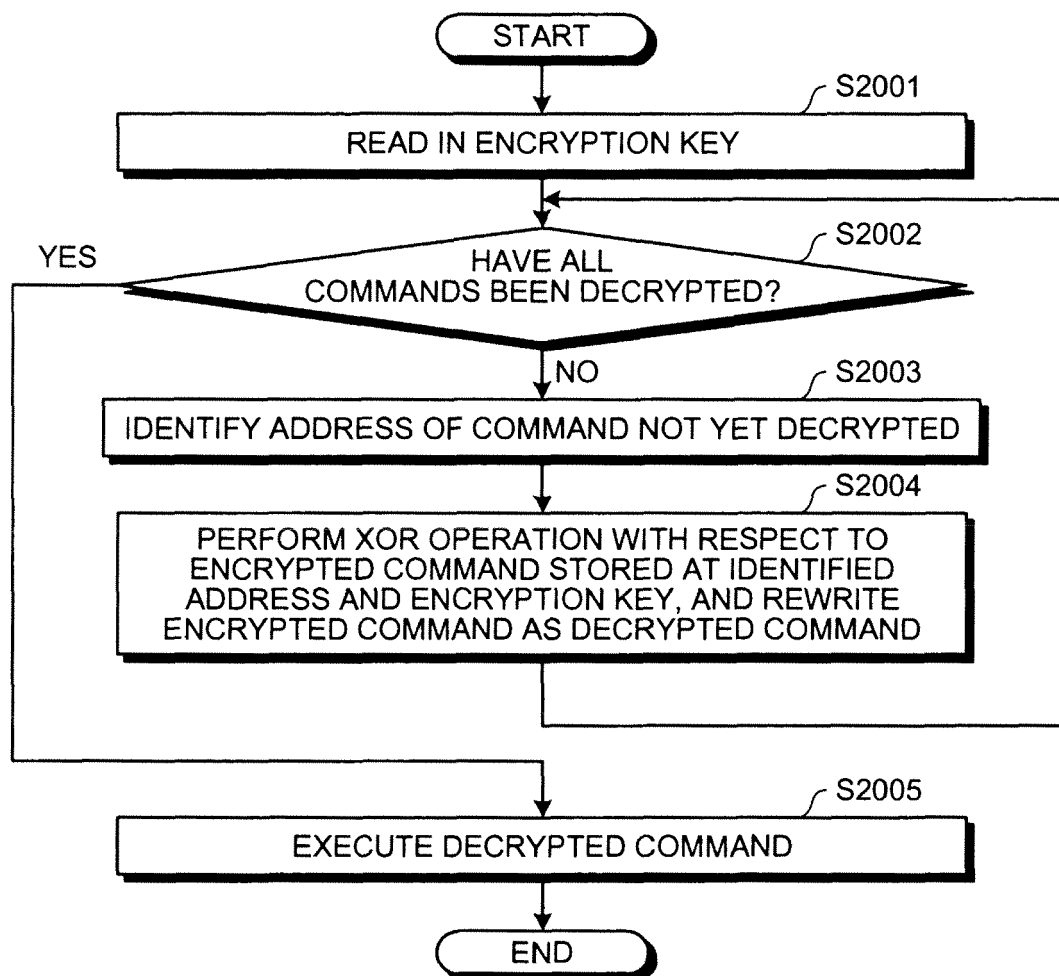 START
S2001
READ IN ENCRYPTION KEY
S2002
YES
HAVE ALL
COMMANDS BEEN DECRYPTED?
NO
S2003
IDENTIFY ADDRESS OF COMMAND NOT YET DECRYPTED
S2004
PERFORM XOR OPERATION WITH RESPECT TO
ENCRYPTED COMMAND STORED AT IDENTIFIED
ADDRESS AND ENCRYPTION KEY, AND REWRITE
ENCRYPTED COMMAND AS DECRYPTED COMMAND
S2005
EXECUTE DECRYPTED COMMAND
END